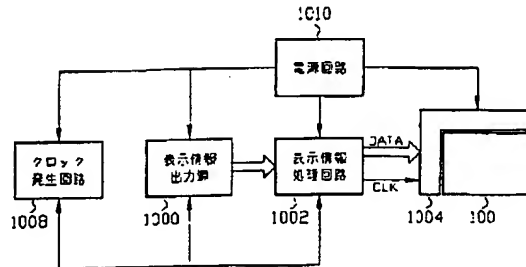 1010
電源回路
クロック
発生回路
1008
表示情報
出力源
1000
表示情報
処理回路
1002
DATA
CLK
1004
100